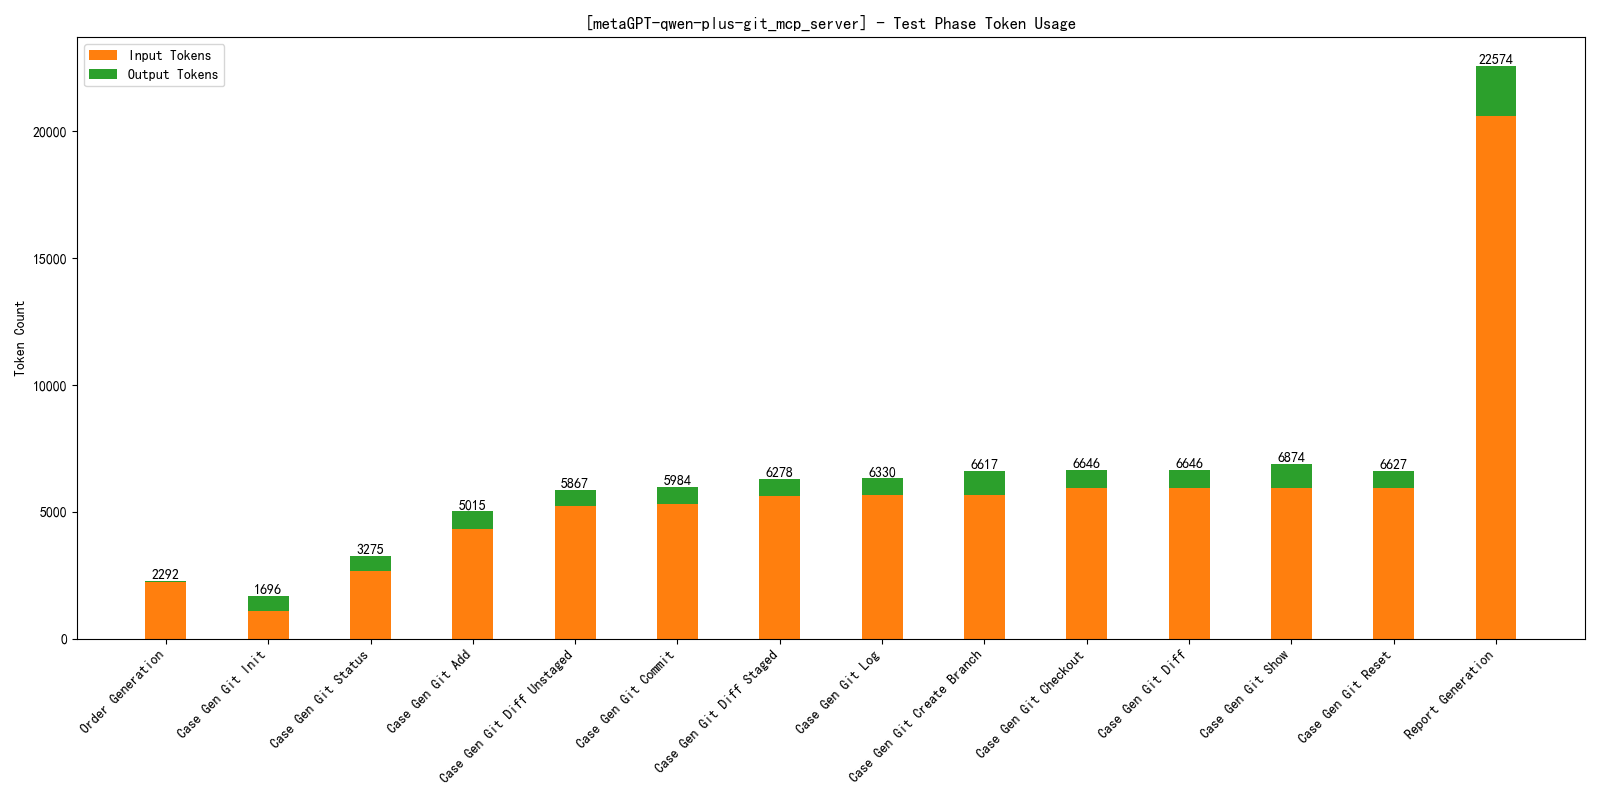 [metaGPT-qwen-plus-git_mcp_server] - Test Phase Token Usage
Input Tokens
Output Tokens
Token Count
20000
15000
10000
5000
0
2292
1696
3275
5015
5867
5984
6278
6330
6617
6646
6646
6874
6627
22574
Order Generation
Case Gen Git Init
Case Gen Git Status
Case Gen Git Add
Case Gen Git Diff Unstaged
Case Gen Git Commit
Case Gen Git Diff Staged
Case Gen Git Log
Case Gen Git Create Branch
Case Gen Git Checkout
Case Gen Git Diff
Case Gen Git Show
Case Gen Git Reset
Report Generation